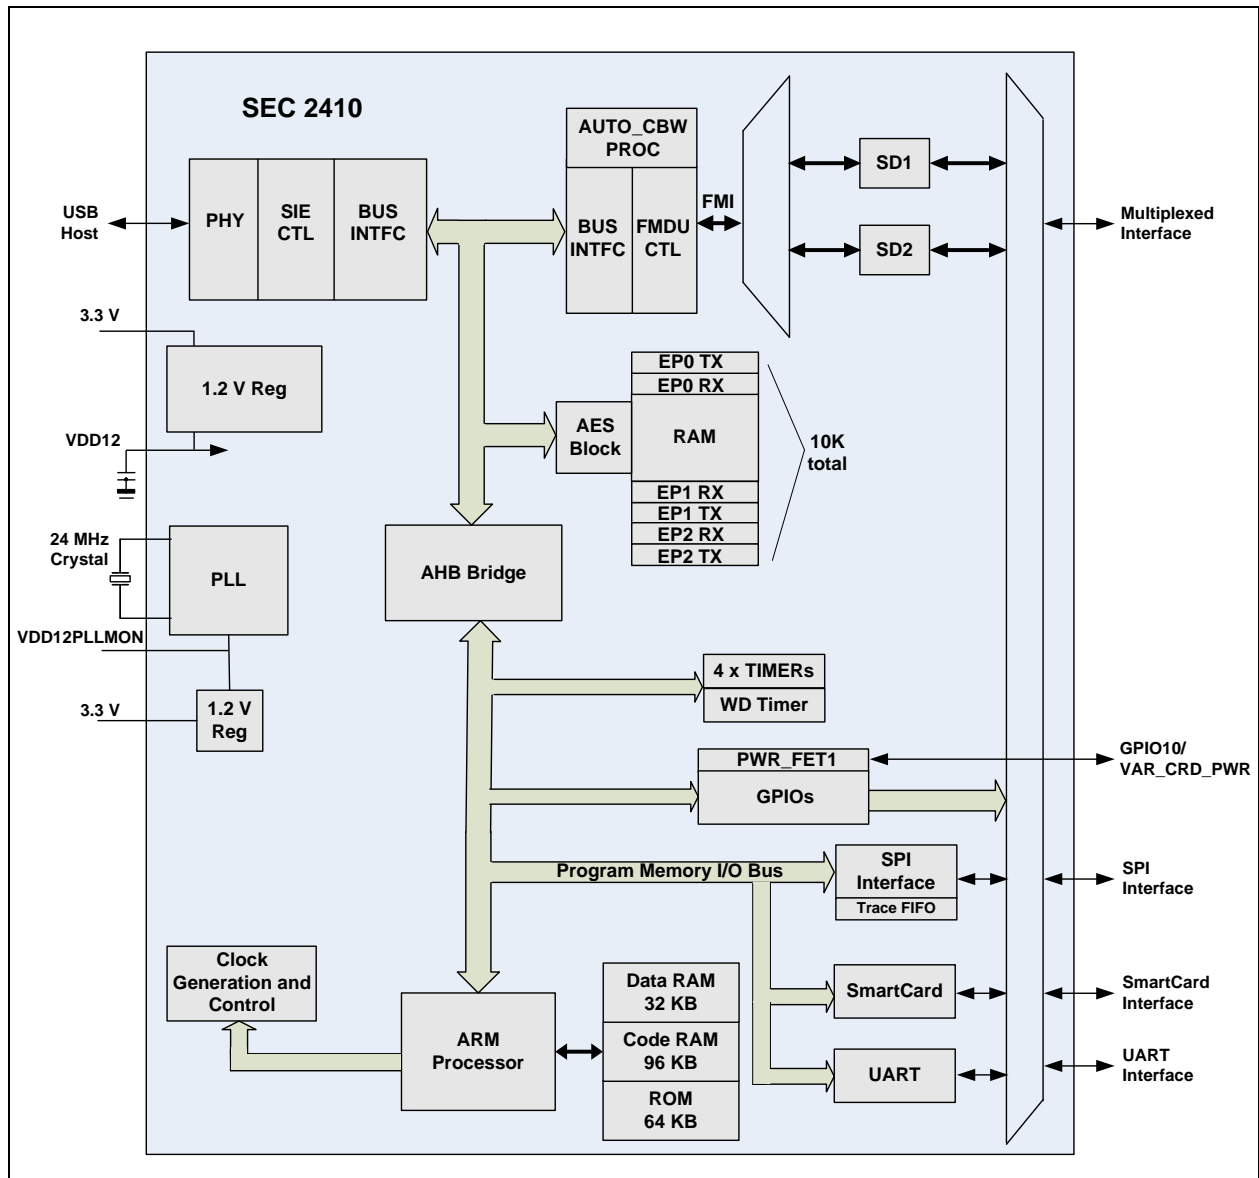 SEC 2410
AUTO_CBW
PROC
USB
Host
PHY
SIE
CTL
BUS
INTFC
BUS
INTFC
FMDU
CTL
FMI
SD1
SD2
Multiplexed
Interface
3.3 V
1.2 V Reg
VDD12
EP0 TX
EP0 RX
AES
Block
RAM
EP1 RX
EP1 TX
EP2 RX
EP2 TX
10K
total
24 MHz
Crystal
PLL
AHB Bridge
VDD12PLLMON
3.3 V
1.2 V
Reg
4 x TIMERs
WD Timer
PWR_FET1
GPIOs
GPIO10/
VAR_CRD_PWR
Program Memory I/O Bus
SPI
Interface
Trace FIFO
SPI
Interface
Clock
Generation and
Control
ARM
Processor
Data RAM
32 KB
Code RAM
96 KB
ROM
64 KB
SmartCard
SmartCard
Interface
UART
UART
Interface